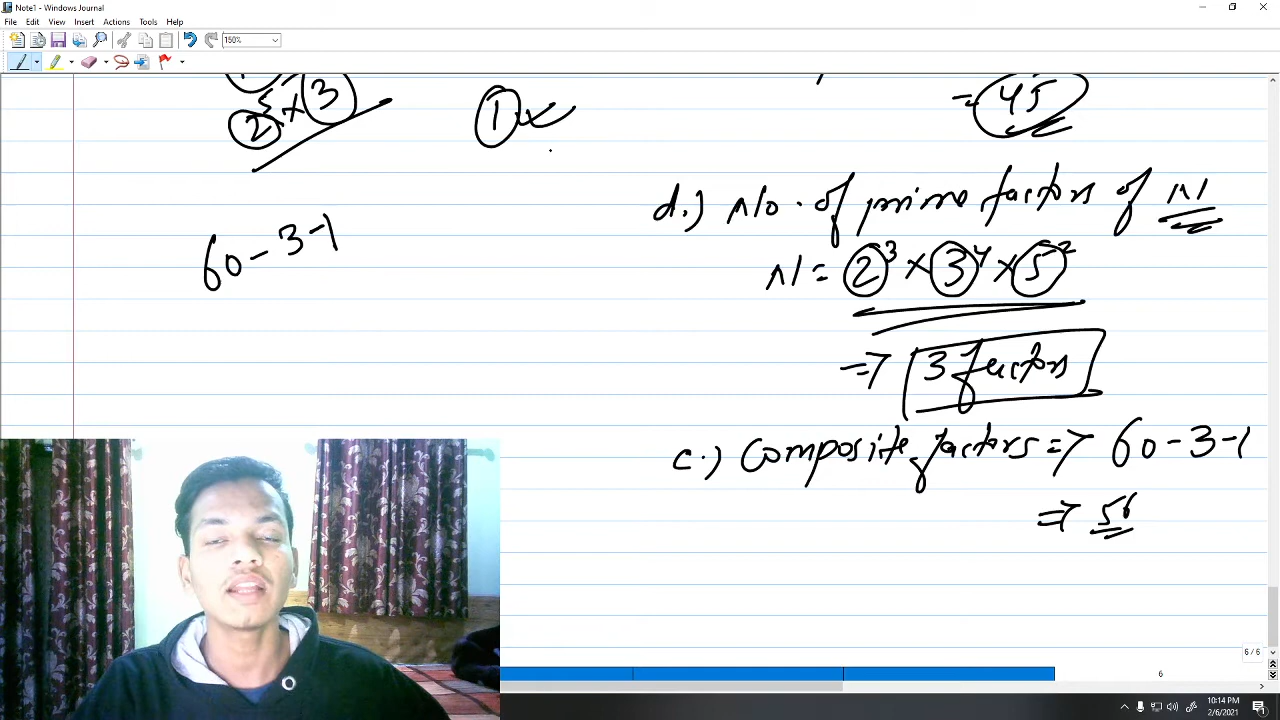 Note1 - Windows Journal
File Edit View Insert Actions Tools Help
150%
2⁵ × 3
1
= 45
d.) No. of prime factors of N
60-3-1
N = 2³ × 3⁴ × 5²
=> 3 factors
c.) Composite factors => 60-3-1
=> 56
6 / 6
6
10:14 PM
2/6/2021